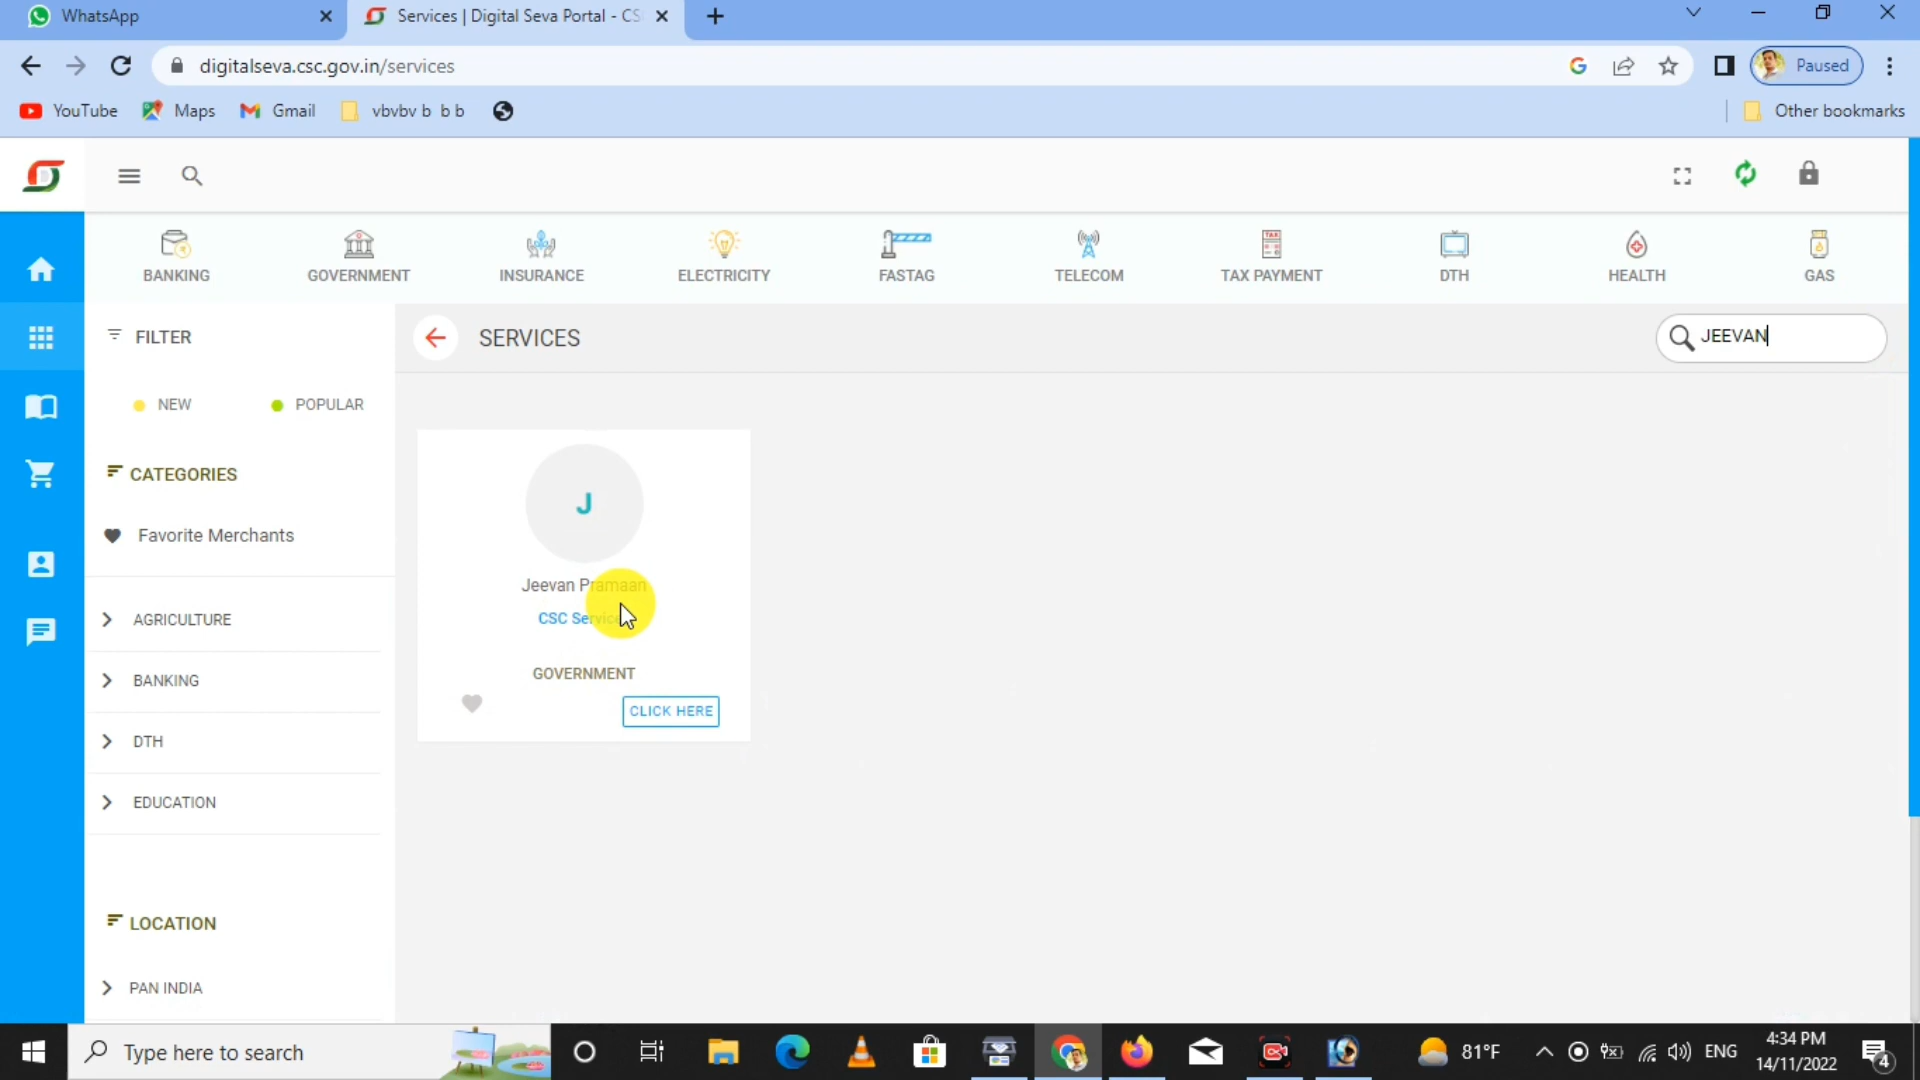 WhatsApp
Services | Digital Seva Portal - CS
digitalseva.csc.gov.in/services
Paused
YouTube
Maps
Gmail
vbvbv b b b
Other bookmarks
BANKING
GOVERNMENT
INSURANCE
ELECTRICITY
FASTAG
TELECOM
TAX PAYMENT
DTH
HEALTH
GAS
FILTER
SERVICES
JEEVAN
NEW
POPULAR
CATEGORIES
Favorite Merchants
AGRICULTURE
BANKING
DTH
EDUCATION
LOCATION
PAN INDIA
J
Jeevan Pramaan
CSC
GOVERNMENT
CLICK HERE
Type here to search
81°F
ENG
4:34 PM
14/11/2022
4